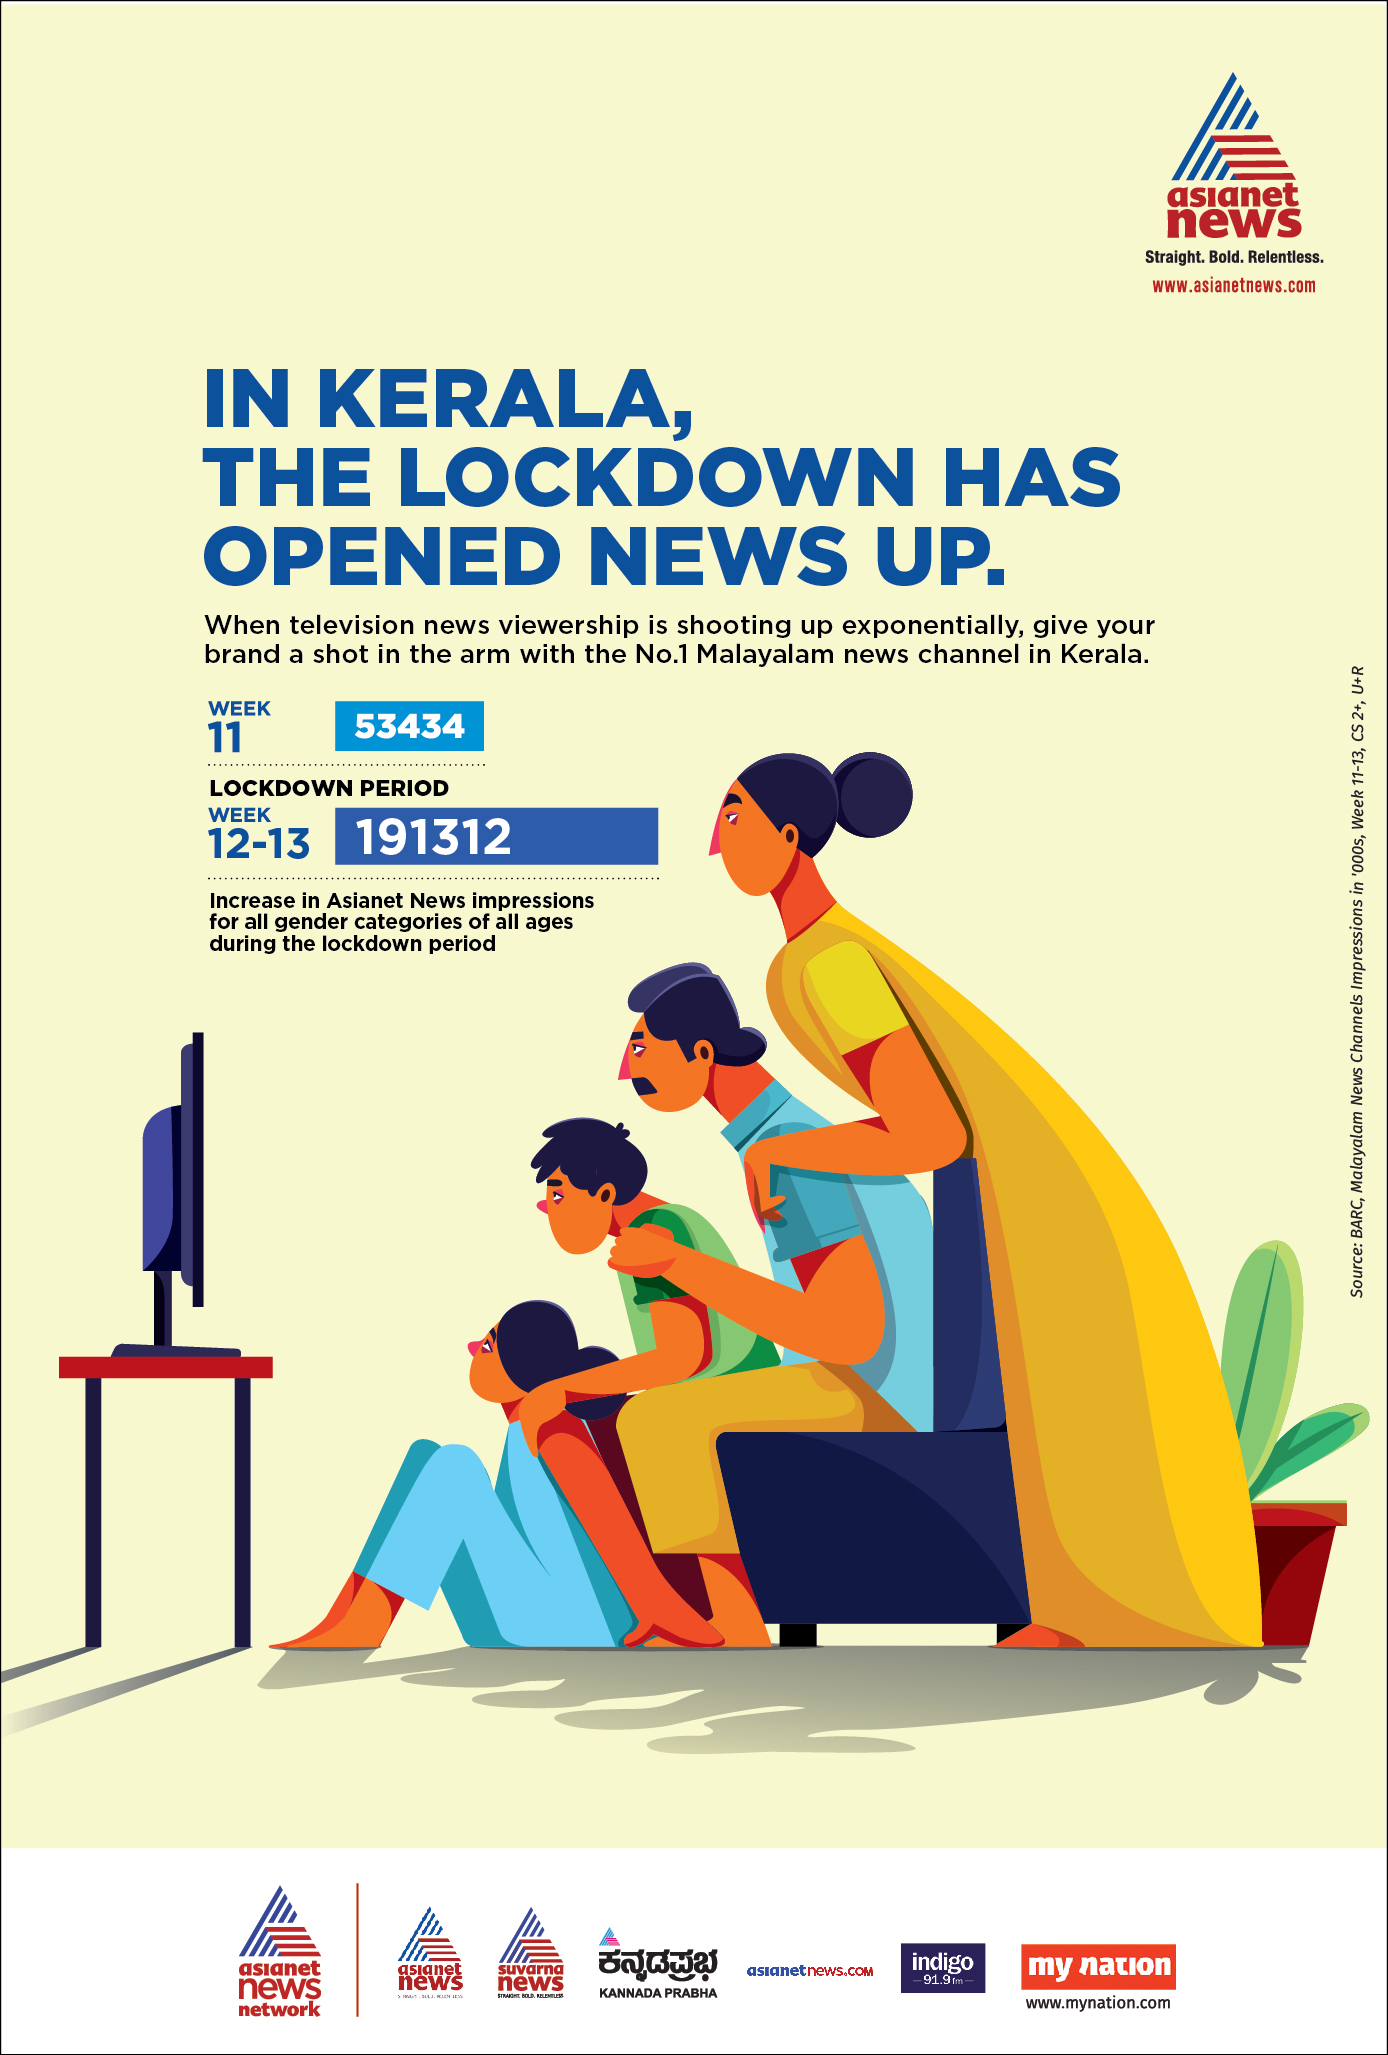 asianet
news
Straight. Bold. Relentless.
www.asianetnews.com
IN KERALA,
THE LOCKDOWN HAS
OPENED NEWS UP.
When television news viewership is shooting up exponentially, give your
brand a shot in the arm with the No.1 Malayalam news channel in Kerala.
WEEK
11
53434
LOCKDOWN PERIOD
WEEK
12-13
191312
Increase in Asianet News impressions
for all gender categories of all ages
during the lockdown period
Source: BARC, Malayalam News Channels Impressions in '000s, Week 11-13, CS 2+, U+R
asianet
news
network
asianet
news
STRAIGHT. BOLD. RELENTLESS
suvarna
news
STRAIGHT. BOLD. RELENTLESS
ಕನ್ನಡಪ್ರಭ
KANNADA PRABHA
asianetnews.com
indigo
91.9 fm
my nation
www.mynation.com